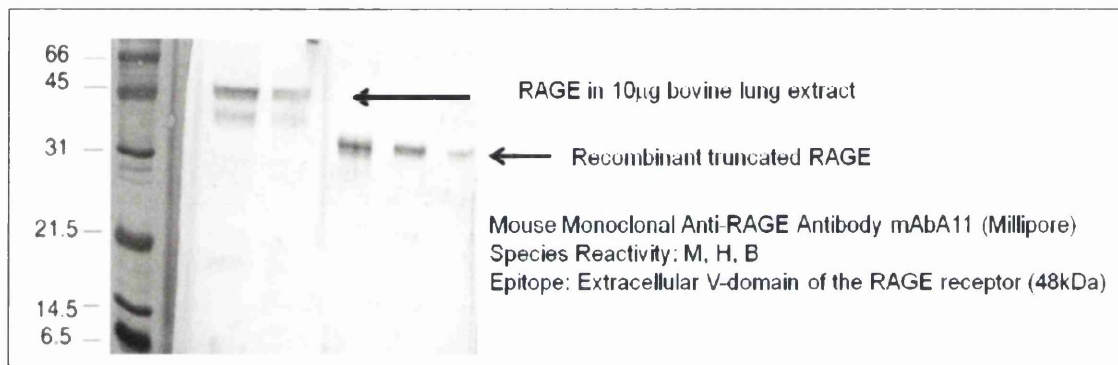 66
45
RAGE in 10µg bovine lung extract
31
Recombinant truncated RAGE
21.5
Mouse Monoclonal Anti-RAGE Antibody mAbA11 (Millipore)
Species Reactivity: M, H, B
Epitope: Extracellular V-domain of the RAGE receptor (48kDa)
14.5
6.5